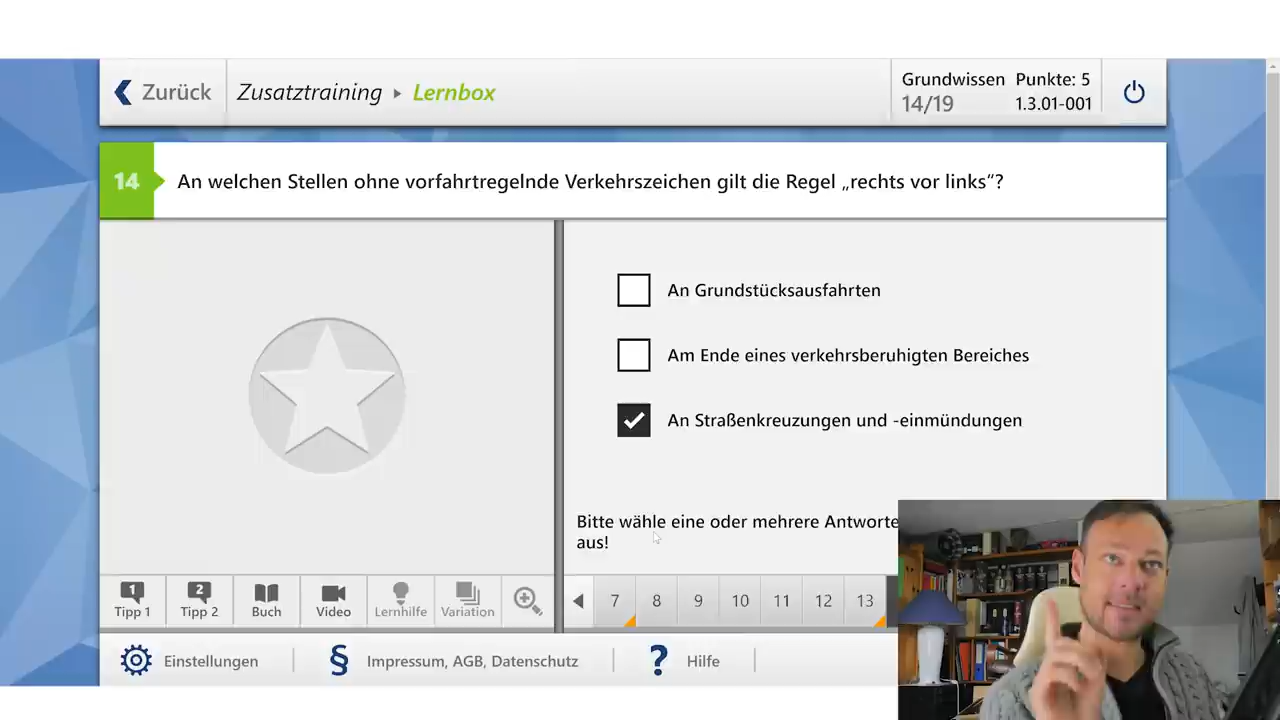 Zurück
Zusatztraining ▸ Lernbox
Grundwissen Punkte: 5
14/19 1.3.01-001
14
An welchen Stellen ohne vorfahrtregelnde Verkehrszeichen gilt die Regel „rechts vor links“?
An Grundstücksausfahrten
Am Ende eines verkehrsberuhigten Bereiches
An Straßenkreuzungen und -einmündungen
Bitte wähle eine oder mehrere Antworte
aus!
1 2
Tipp 1 Tipp 2 Buch Video Lernhilfe Variation
7 8 9 10 11 12 13
Einstellungen § Impressum, AGB, Datenschutz ? Hilfe